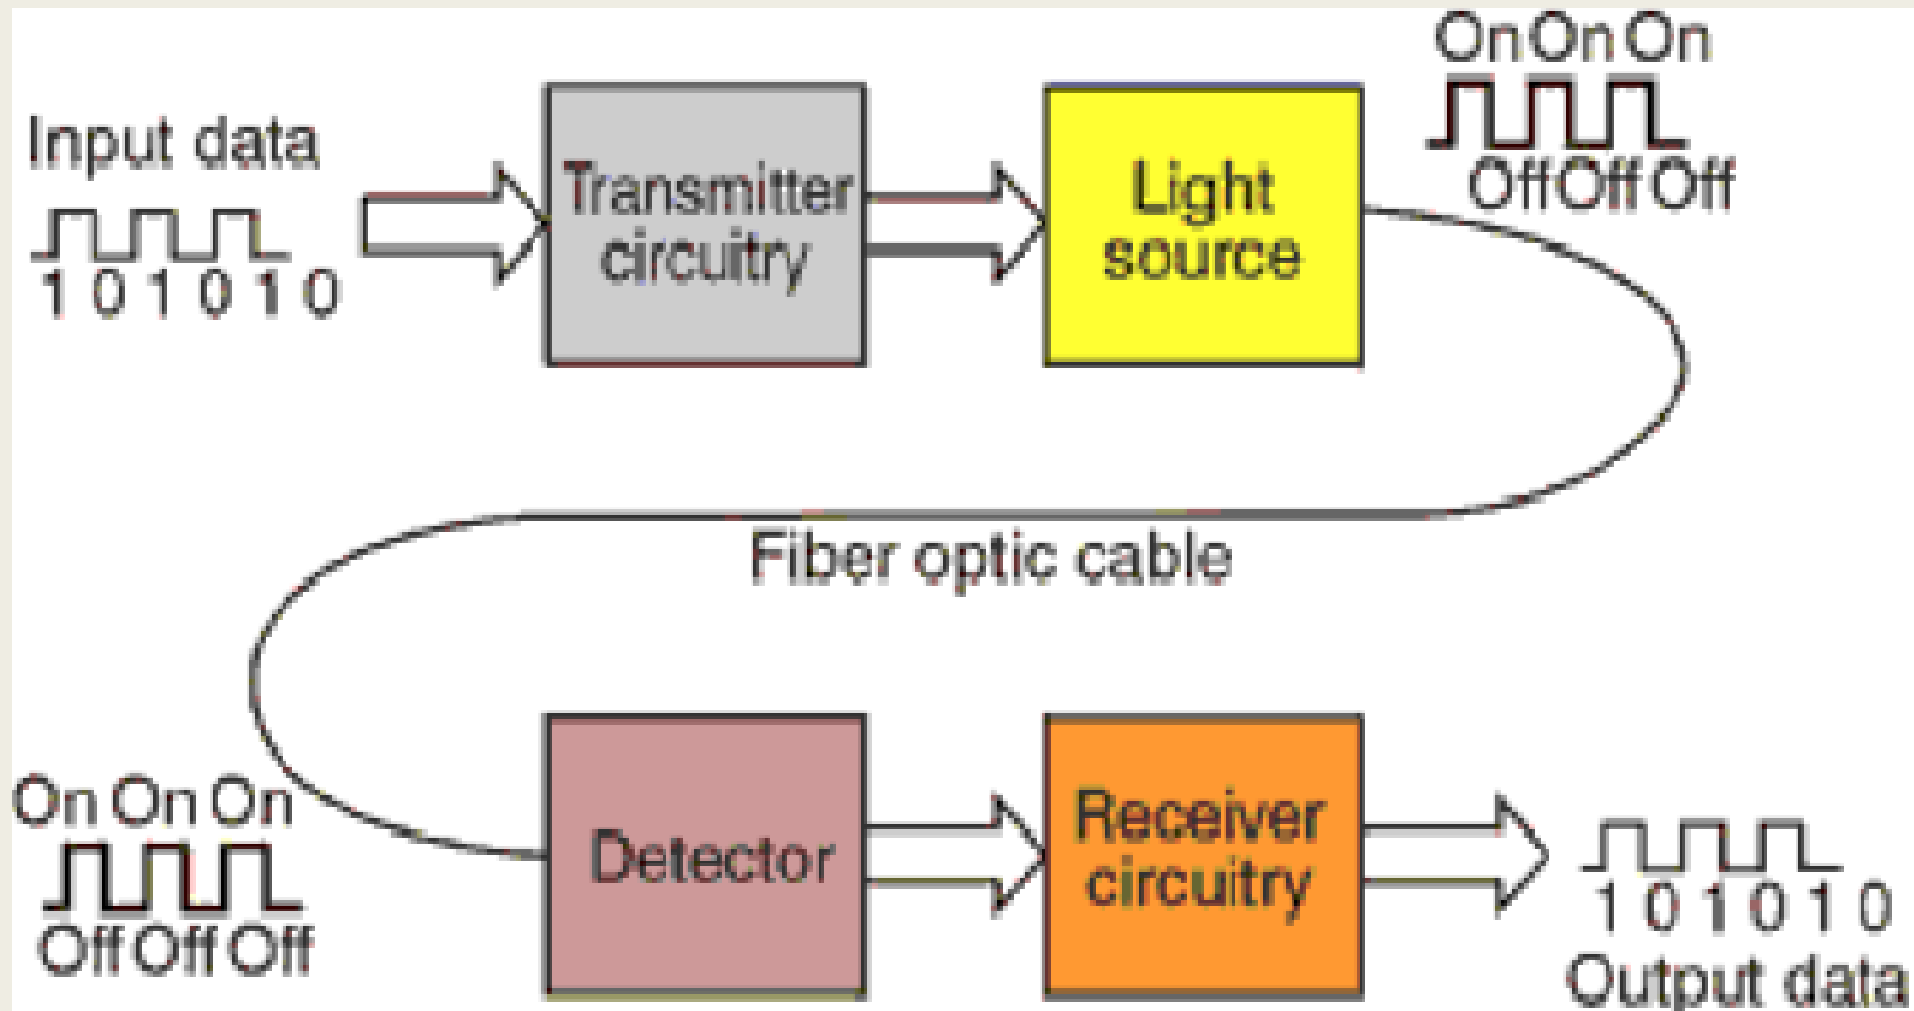 On On On
Input data
Transmitter
circuitry
Light
source
Off Off Off
1 0 1 0 1 0
Fiber optic cable
On On On
Detector
Receiver
circuitry
Off Off Off
1 0 1 0 1 0
Output data